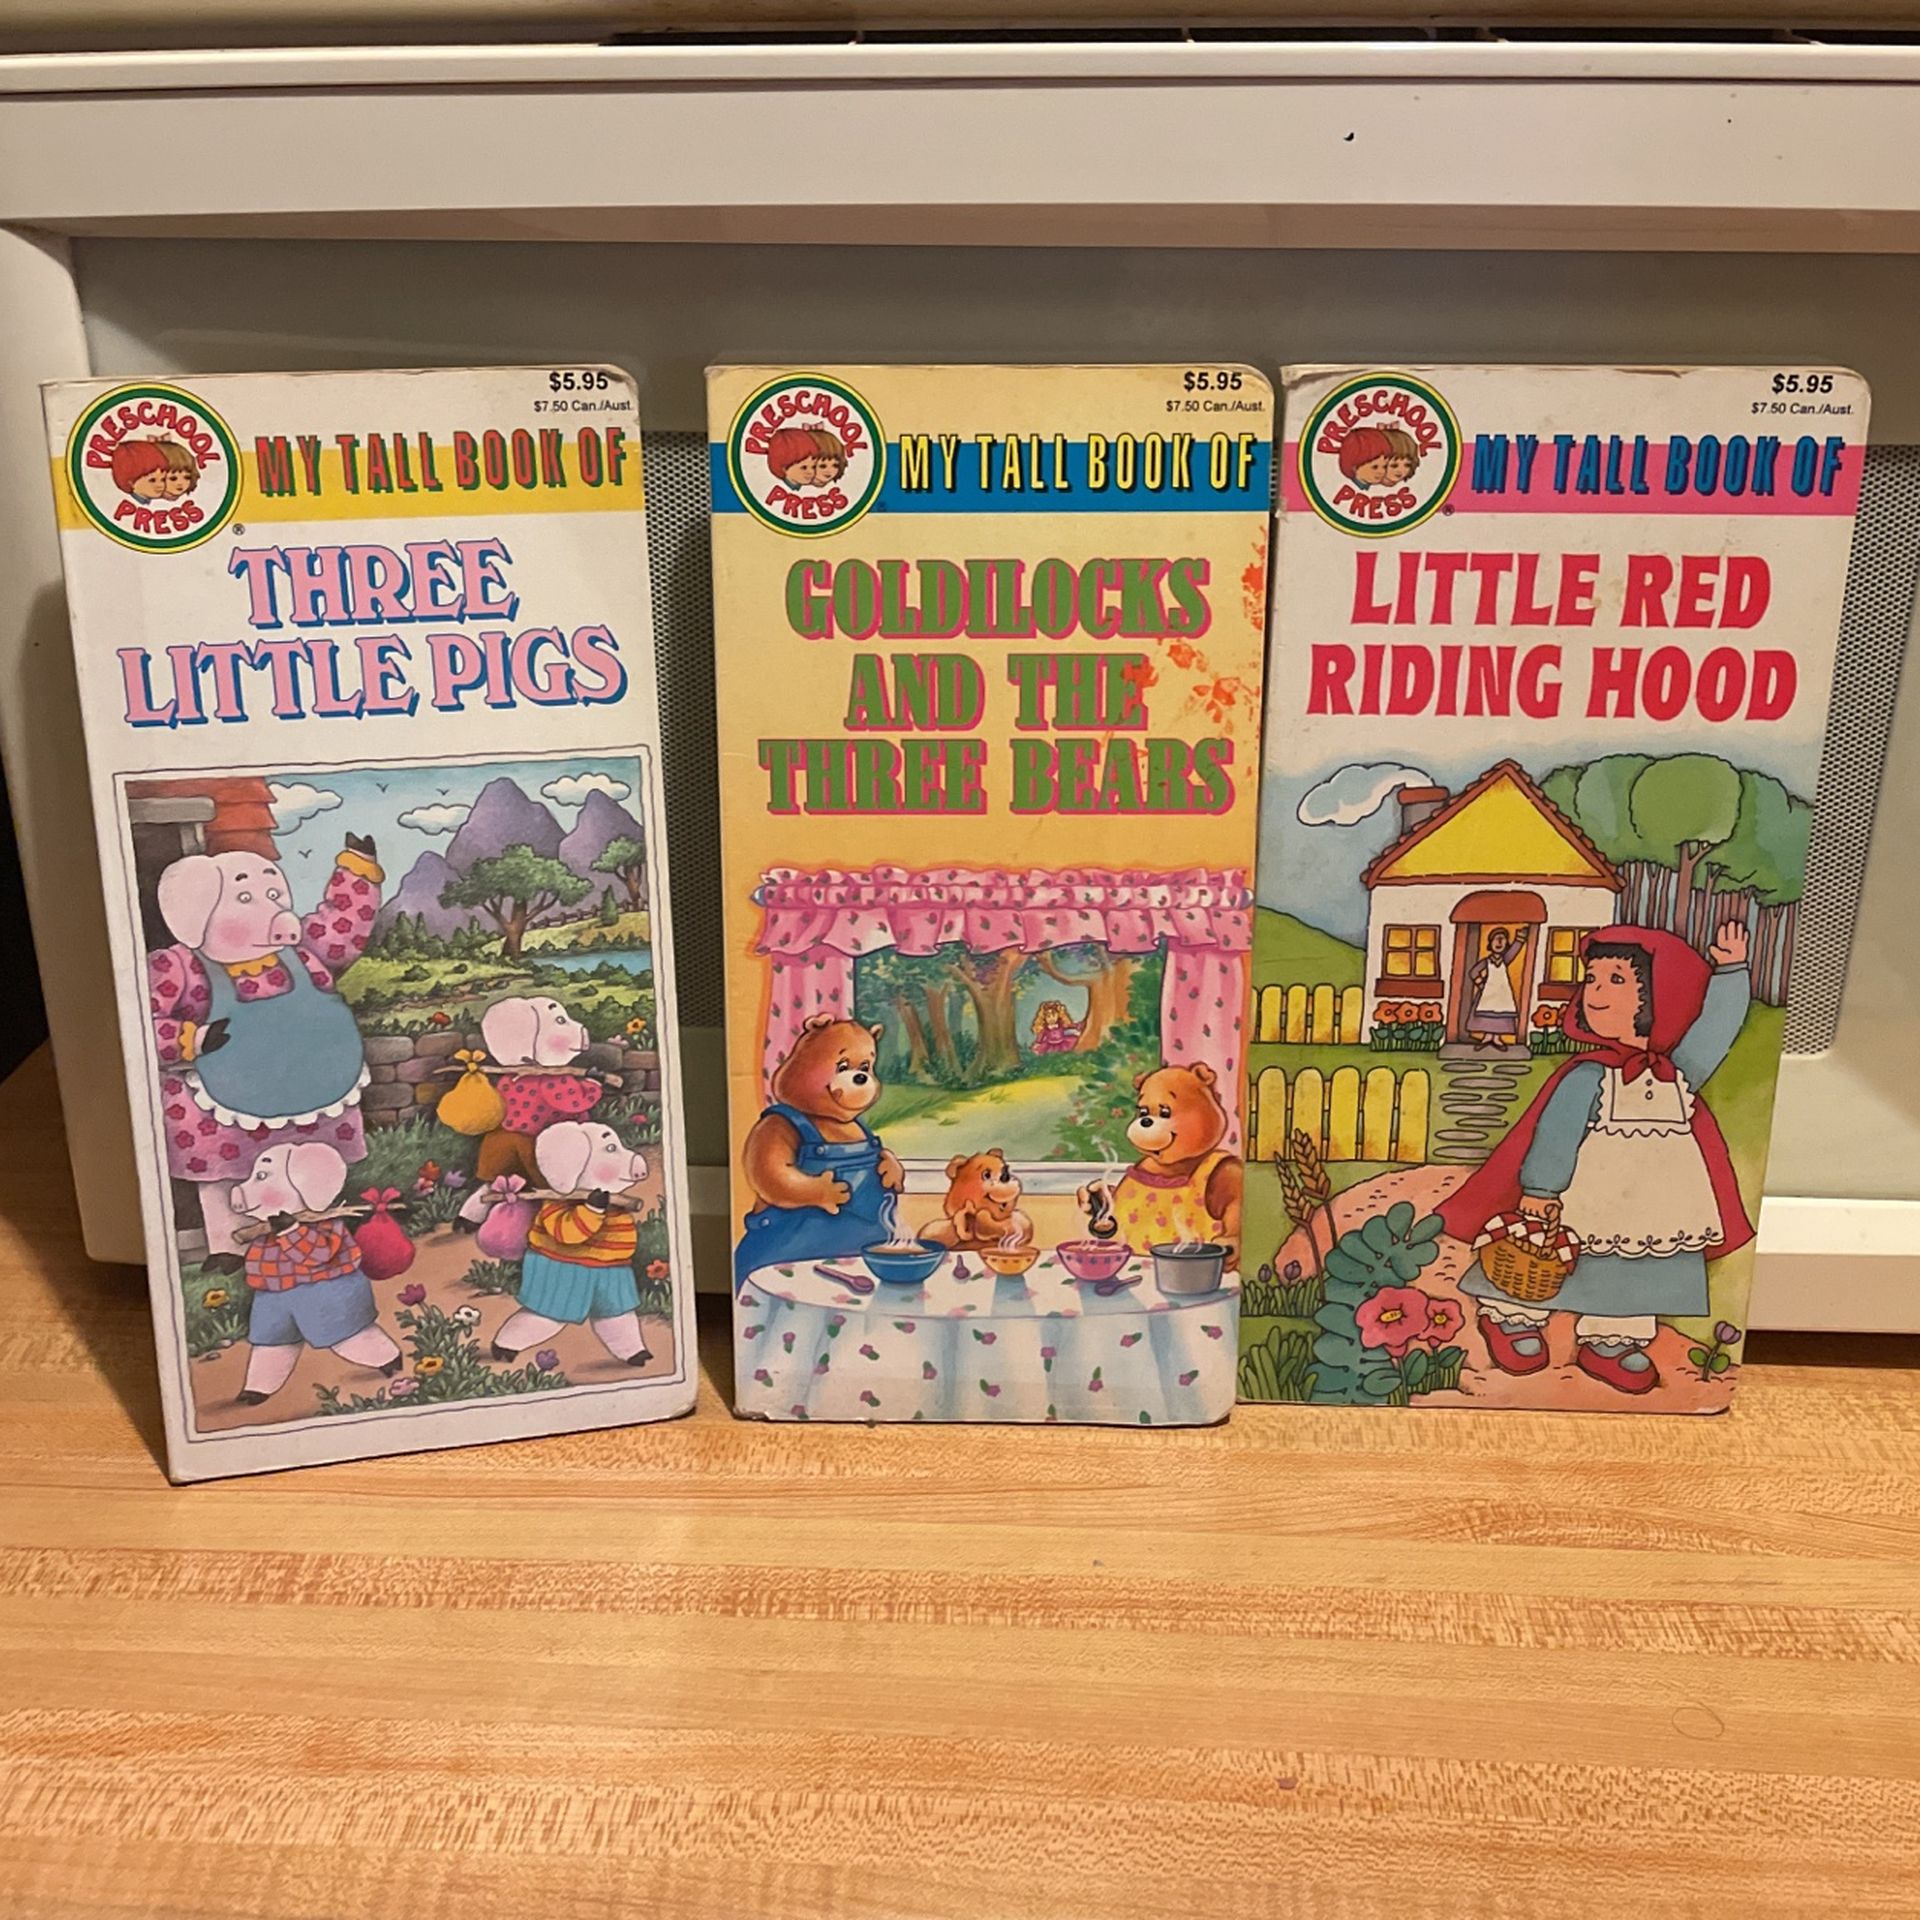 $5.95
$7.50 Can./Aust.
PRESCHOOL
PRESS
®
MY TALL BOOK OF
THREE
LITTLE PIGS
$5.95
$7.50 Can./Aust.
PRESCHOOL
PRESS
®
MY TALL BOOK OF
GOLDILOCKS
AND THE
THREE BEARS
$5.95
$7.50 Can./Aust.
PRESCHOOL
PRESS
®
MY TALL BOOK OF
LITTLE RED
RIDING HOOD